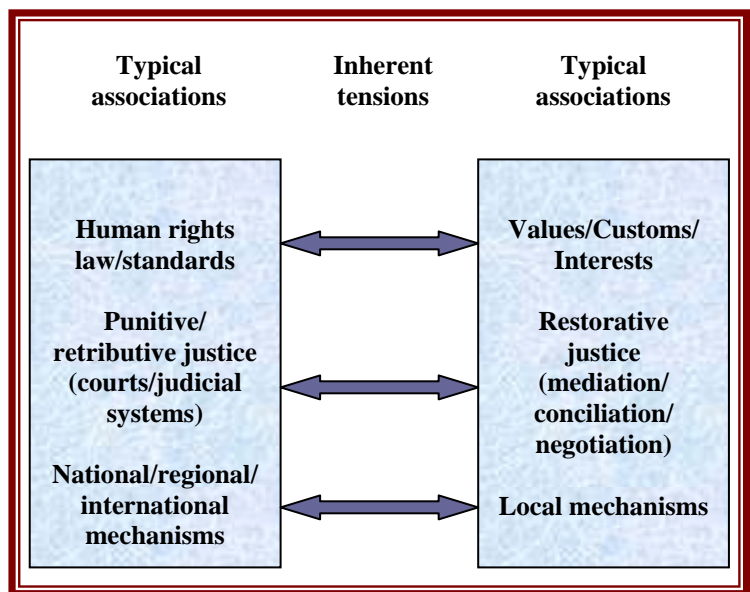 Typical
associations
Inherent
tensions
Typical
associations
Human rights
law/standards
Punitive/
retributive justice
(courts/judicial
systems)
National/regional/
international
mechanisms
Values/Customs/
Interests
Restorative
justice
(mediation/
conciliation/
negotiation)
Local mechanisms